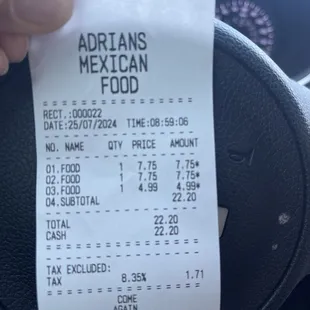 ADRIANS
MEXICAN
FOOD
RECT.:000022
DATE:25/07/2024 TIME:08:59:06
NO. NAME QTY PRICE AMOUNT
01.FOOD 1 7.75 7.75*
02.FOOD 1 7.75 7.75*
03.FOOD 1 4.99 4.99*
04.SUBTOTAL 22.20
TOTAL 22.20
CASH 22.20
TAX EXCLUDED:
TAX 8.35% 1.71
COME
AGAIN